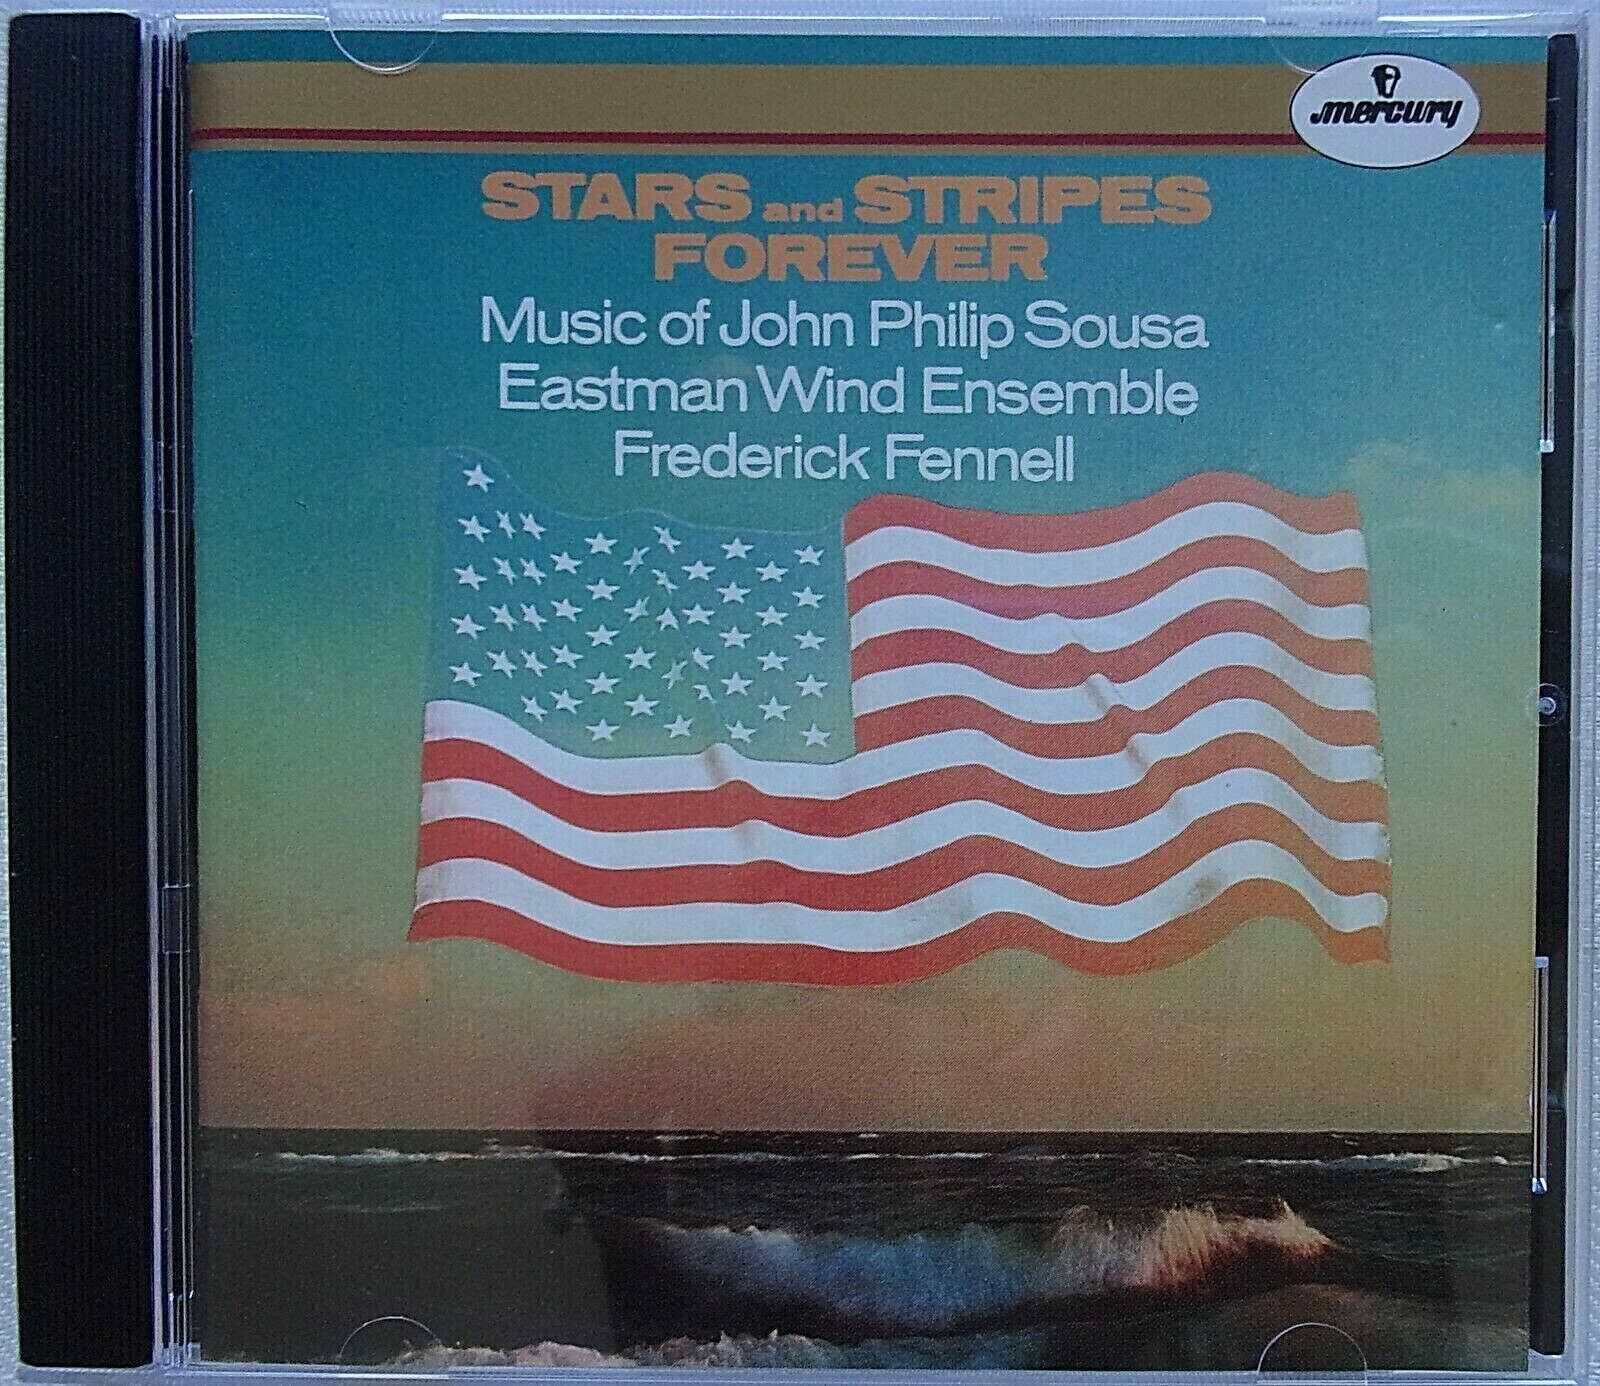 mercury
STARS and STRIPES
FOREVER
Music of John Philip Sousa
Eastman Wind Ensemble
Frederick Fennell